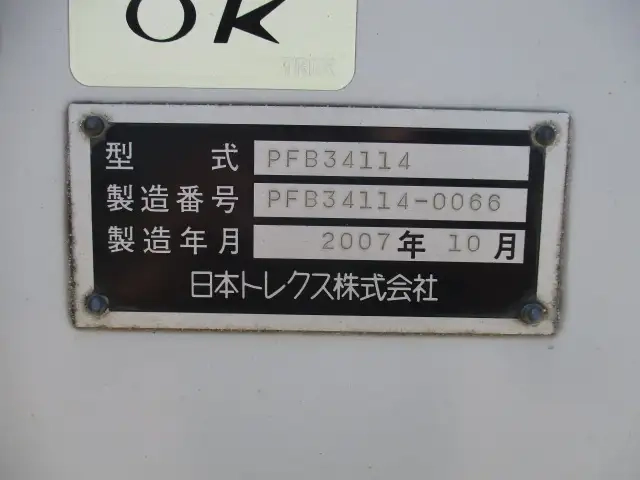 OK
TRUCK
型 式 PFB34114
製造番号 PFB34114-0066
製造年月 2007年 10月
日本トレクス株式会社